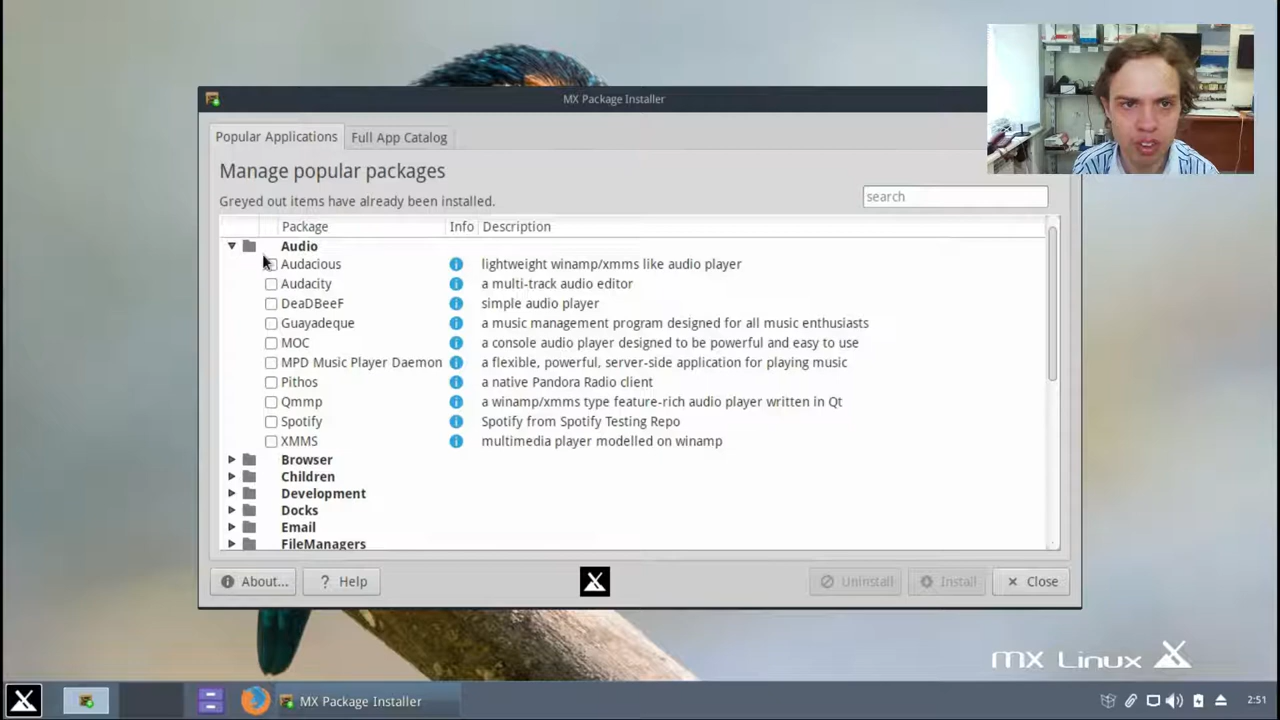 MX Package Installer
Popular Applications
Full App Catalog
Manage popular packages
Greyed out items have already been installed.
search
Package Info Description
Audio
Audacious lightweight winamp/xmms like audio player
Audacity a multi-track audio editor
DeaDBeeF simple audio player
Guayadeque a music management program designed for all music enthusiasts
MOC a console audio player designed to be powerful and easy to use
MPD Music Player Daemon a flexible, powerful, server-side application for playing music
Pithos a native Pandora Radio client
Qmmp a winamp/xmms type feature-rich audio player written in Qt
Spotify Spotify from Spotify Testing Repo
XMMS multimedia player modelled on winamp
Browser
Children
Development
Docks
Email
FileManagers
About... Help Uninstall Install Close
MX Linux
MX Package Installer 2:51